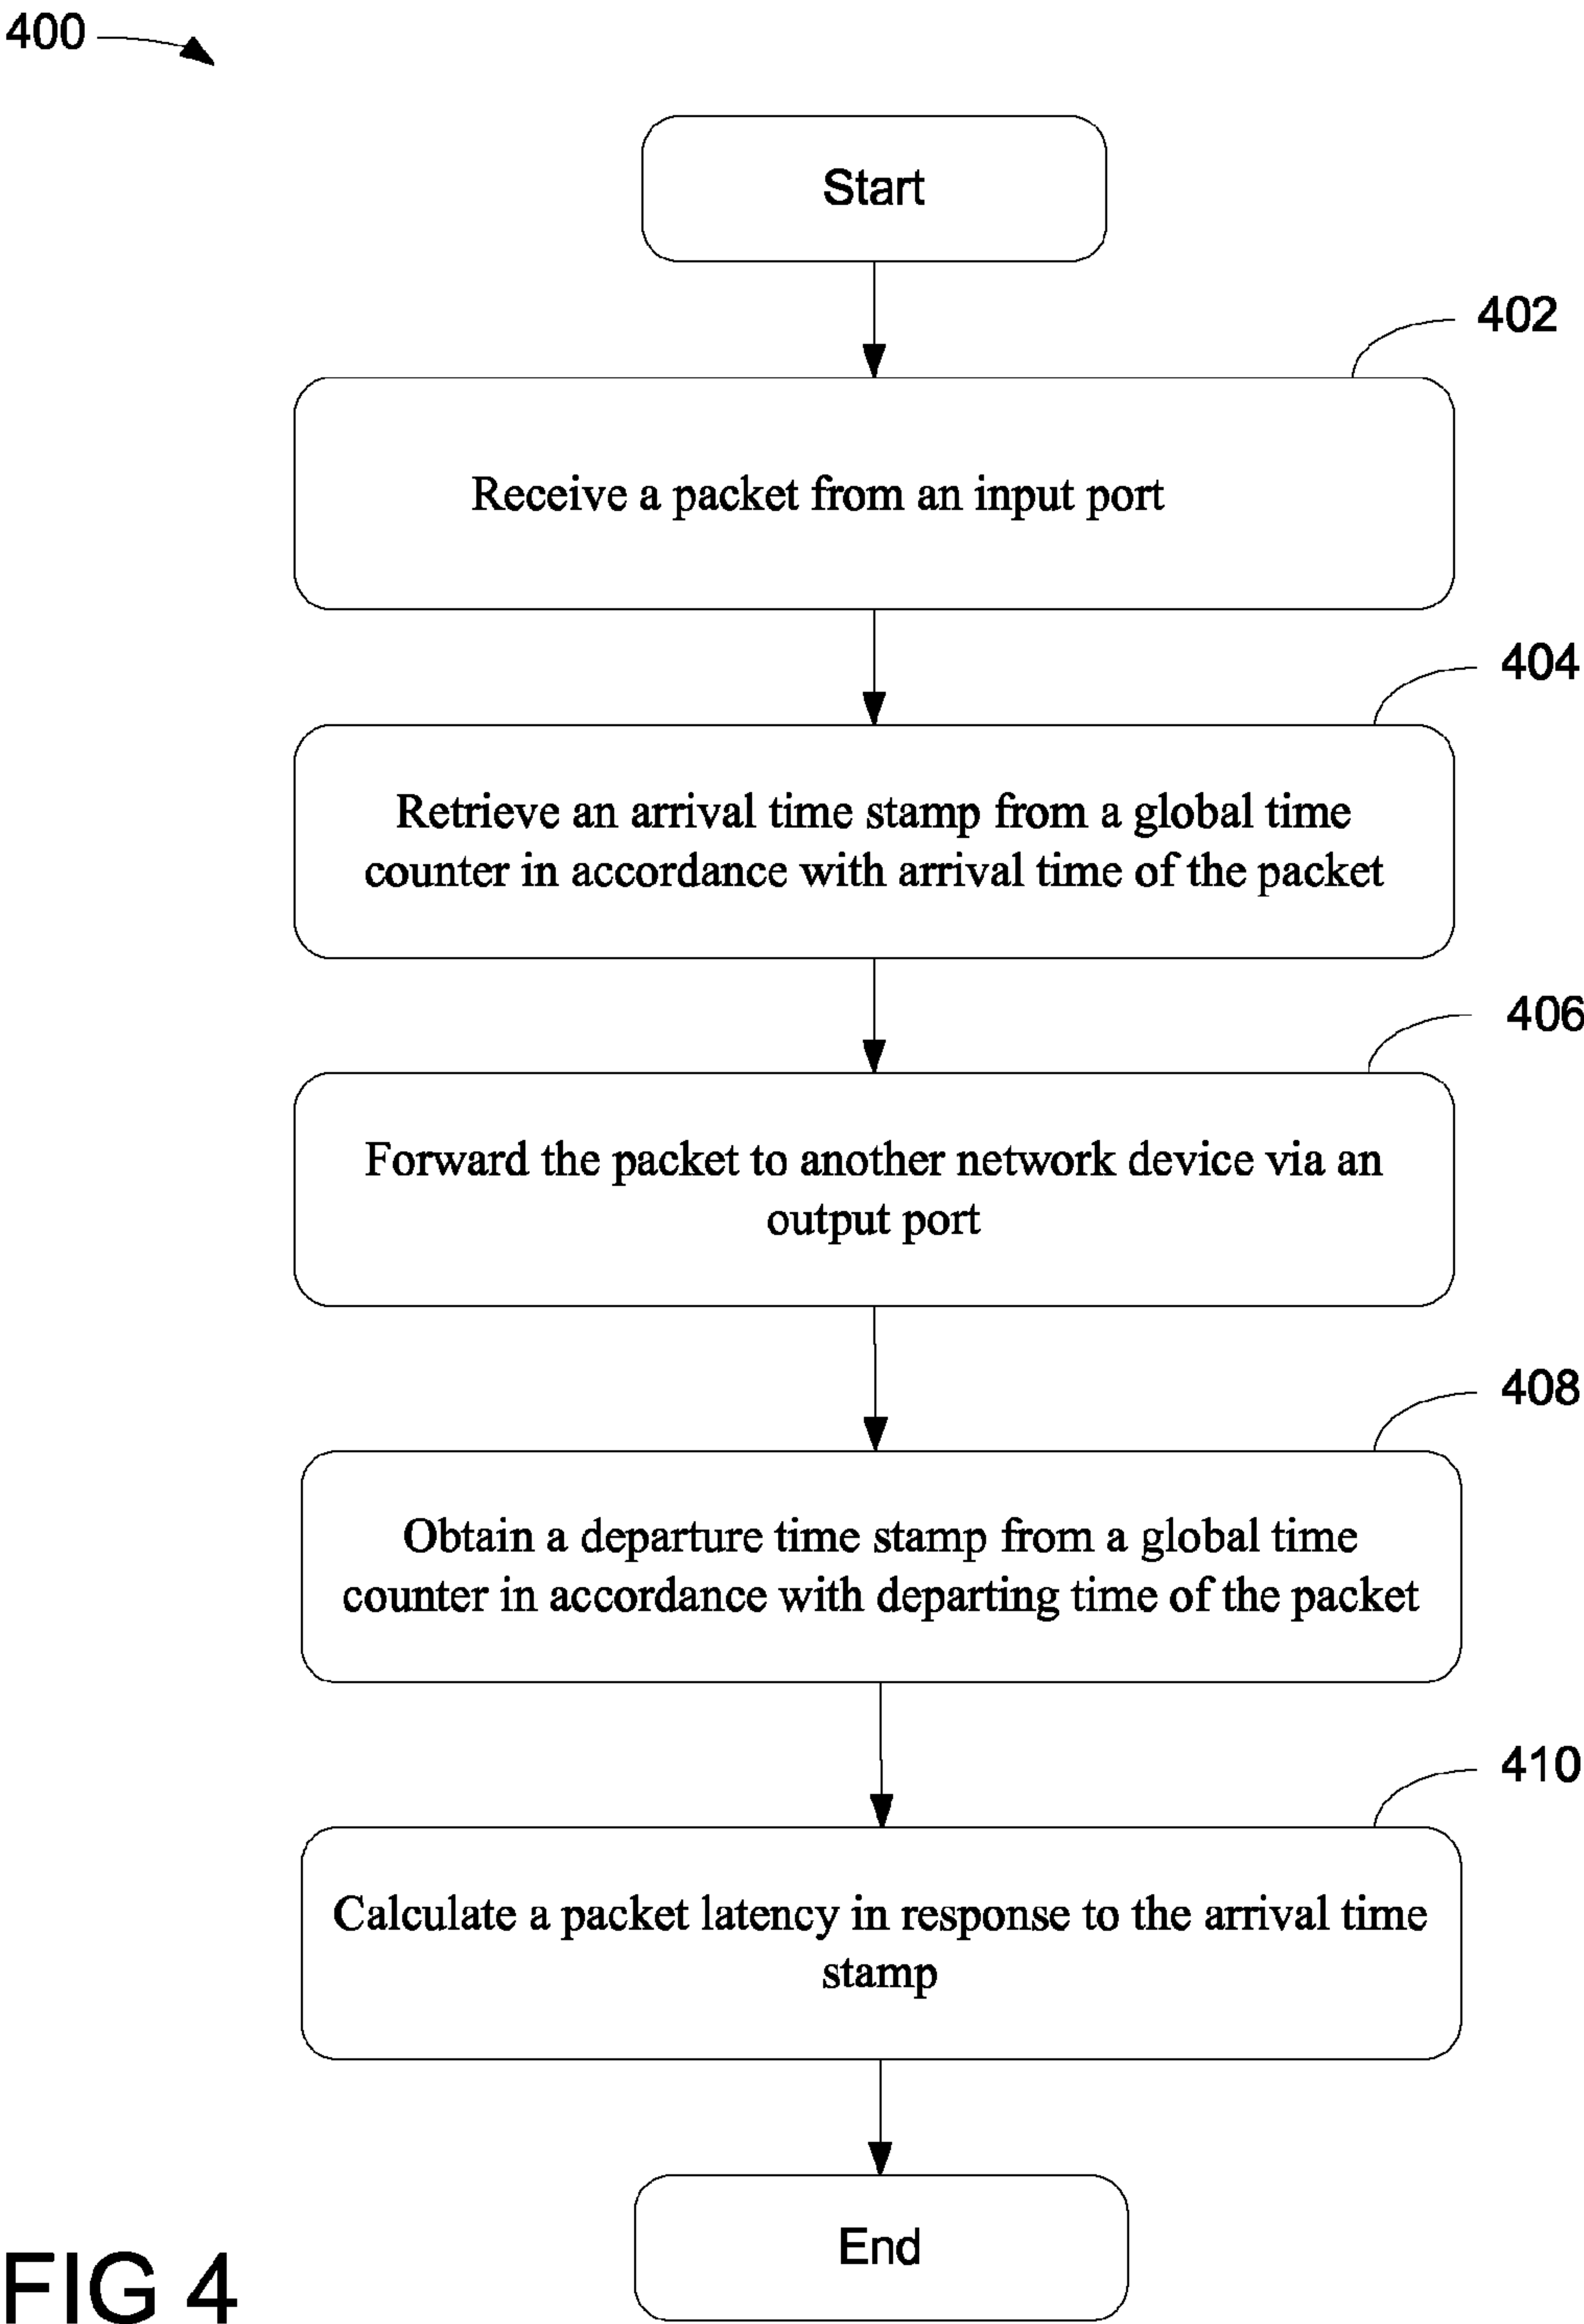 400
Start
402
Receive a packet from an input port
404
Retrieve an arrival time stamp from a global time
counter in accordance with arrival time of the packet
406
Forward the packet to another network device via an
output port
408
Obtain a departure time stamp from a global time
counter in accordance with departing time of the packet
410
Calculate a packet latency in response to the arrival time
stamp
End
FIG 4